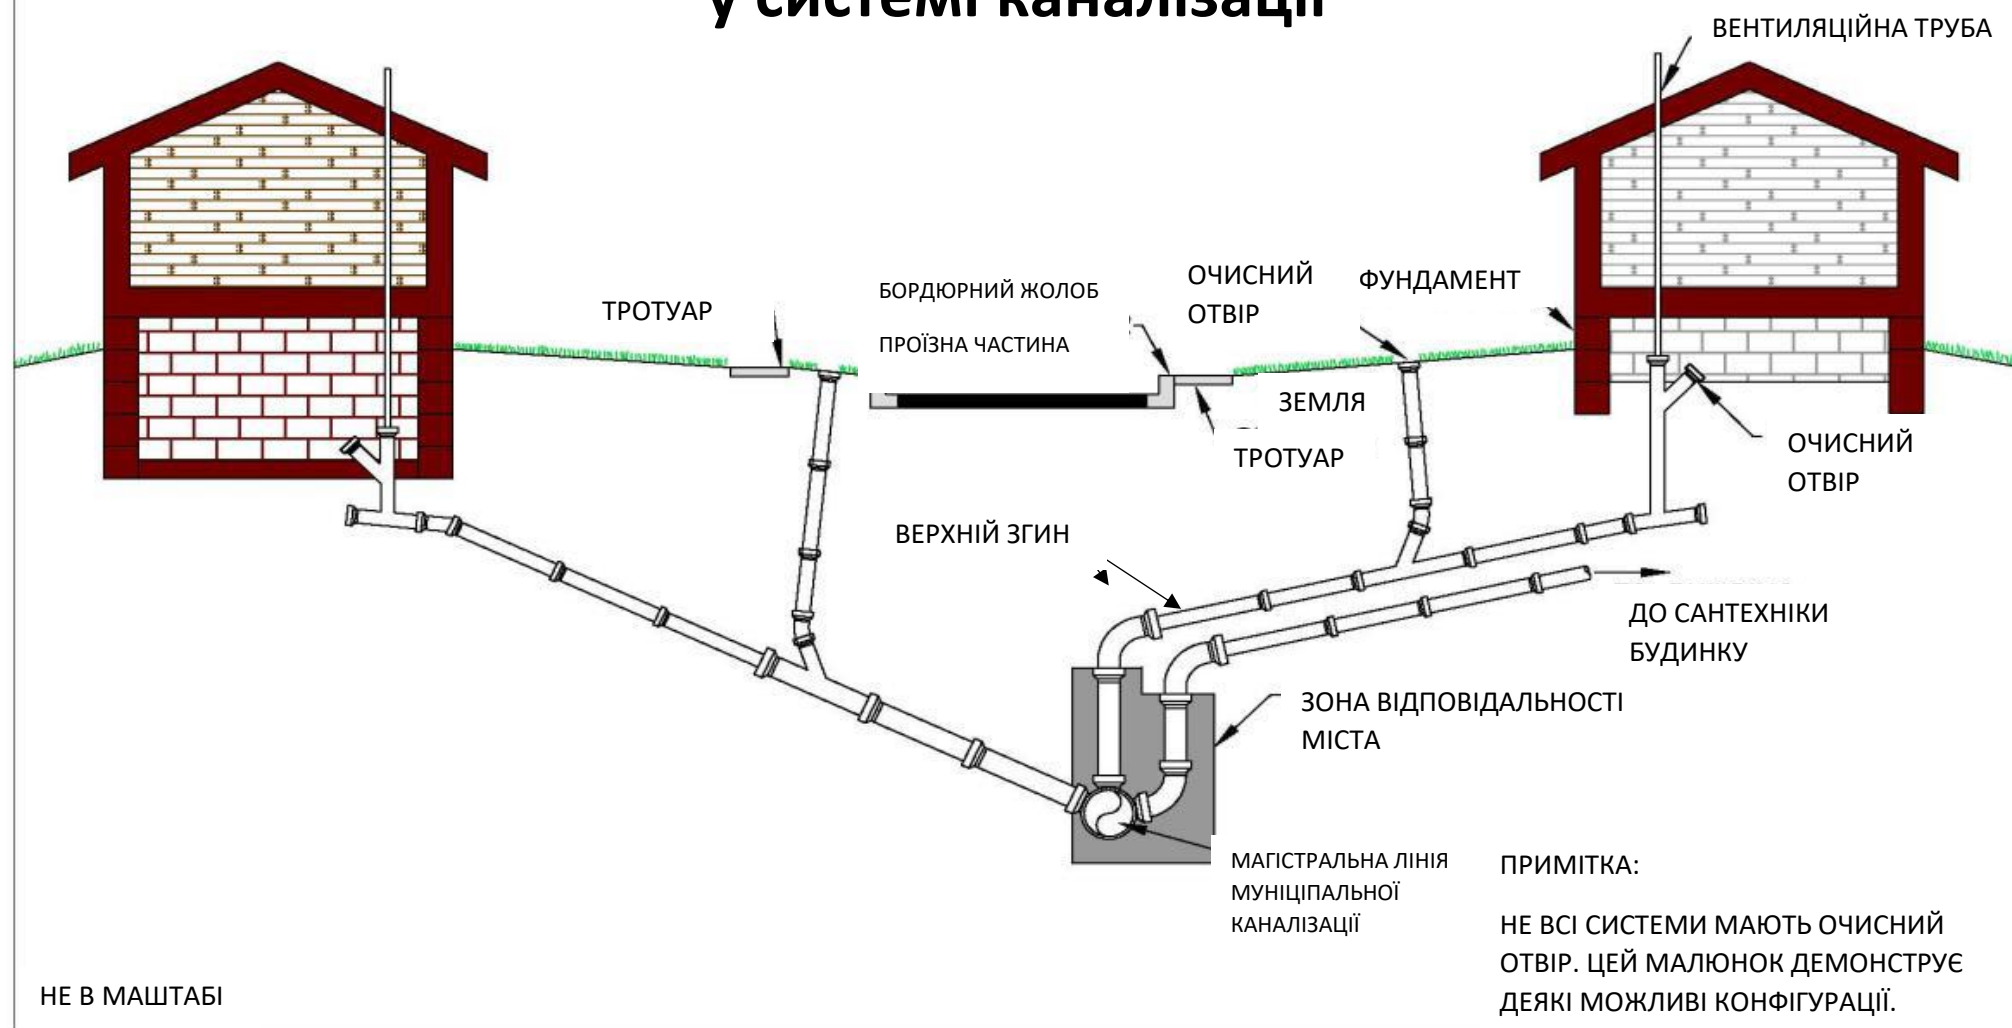 у системі каналізації
ВЕНТИЛЯЦІЙНА ТРУБА
ТРОТУАР
БОРДЮРНИЙ ЖОЛОБ
ПРОЇЗНА ЧАСТИНА
ОЧИСНИЙ
ОТВІР
ФУНДАМЕНТ
ЗЕМЛЯ
ТРОТУАР
ОЧИСНИЙ
ОТВІР
ВЕРХНІЙ ЗГИН
ДО САНТЕХНІКИ
БУДИНКУ
ЗОНА ВІДПОВІДАЛЬНОСТІ
МІСТА
МАГІСТРАЛЬНА ЛІНІЯ
МУНІЦІПАЛЬНОЇ
КАНАЛІЗАЦІЇ
ПРИМІТКА:
НЕ ВСІ СИСТЕМИ МАЮТЬ ОЧИСНИЙ
ОТВІР. ЦЕЙ МАЛЮНОК ДЕМОНСТРУЄ
ДЕЯКІ МОЖЛИВІ КОНФІГУРАЦІЇ.
НЕ В МАШТАБІ